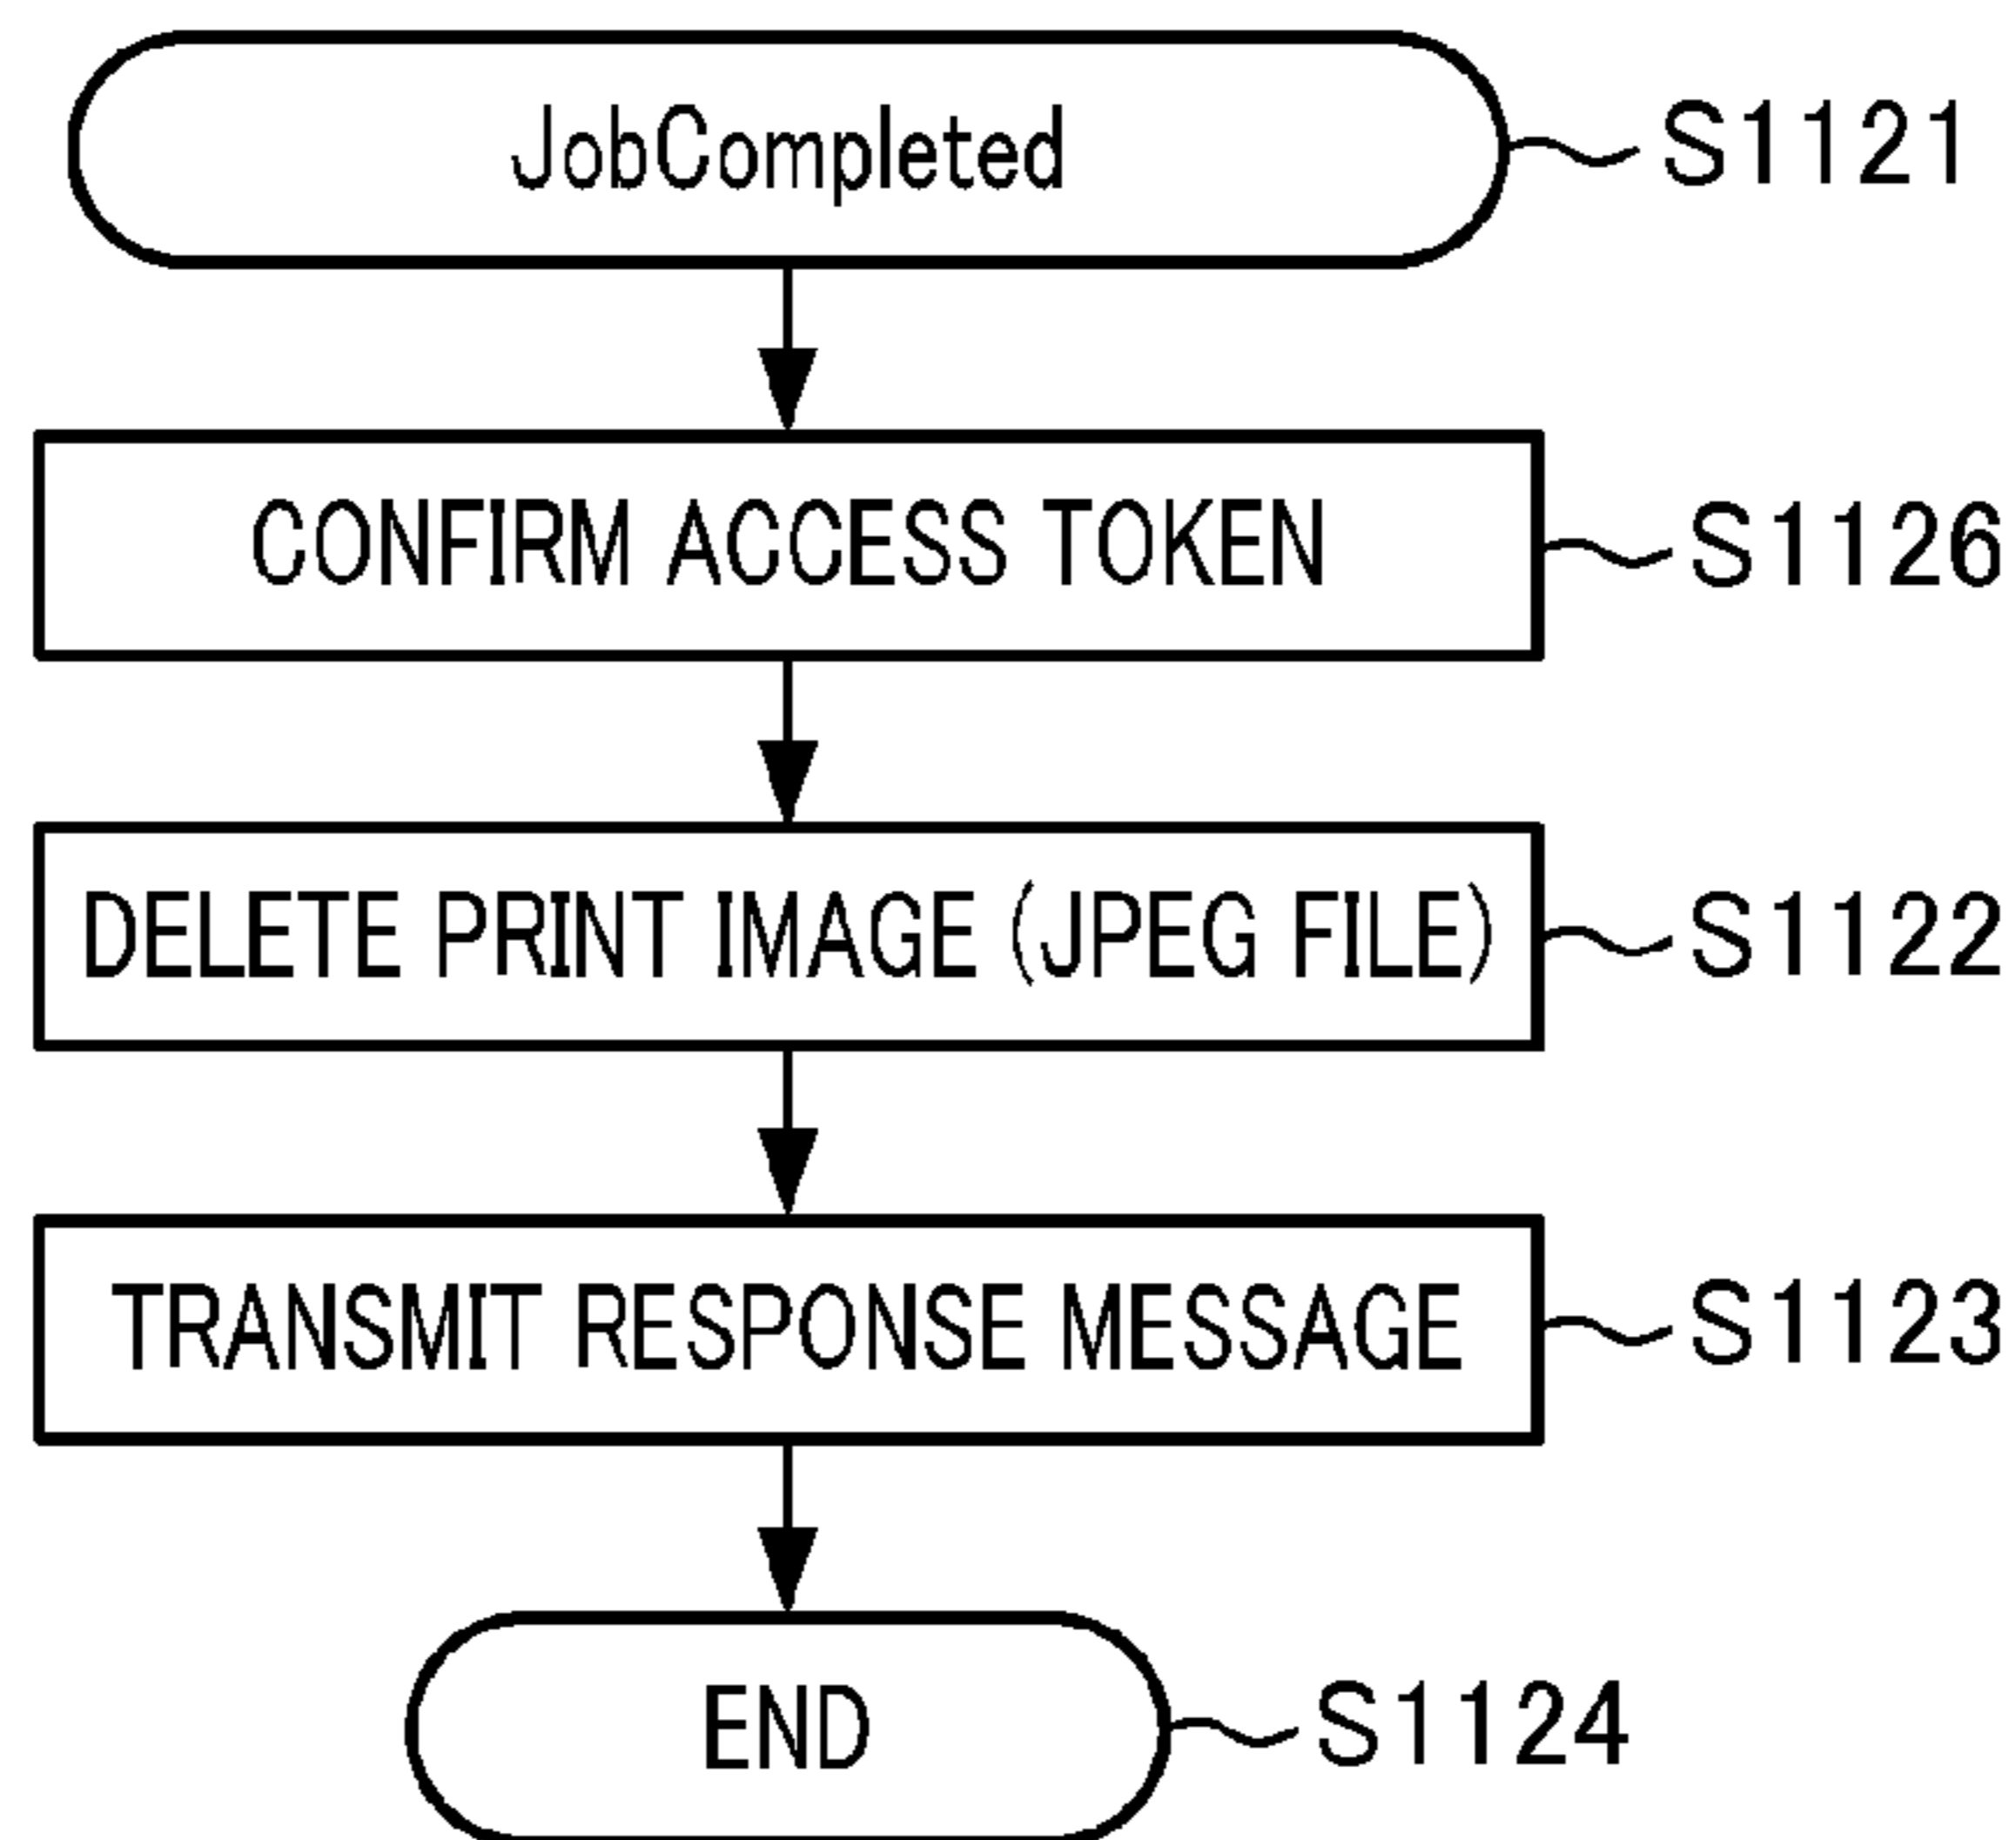 JobCompleted S1121
CONFIRM ACCESS TOKEN S1126
DELETE PRINT IMAGE (JPEG FILE) S1122
TRANSMIT RESPONSE MESSAGE S1123
END S1124